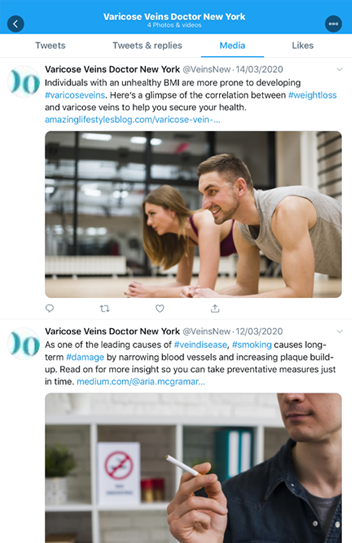 Varicose Veins Doctor New York
4 Photos & videos
Tweets Tweets & replies Media Likes
Varicose Veins Doctor New York @VeinsNew · 14/03/2020
Individuals with an unhealthy BMI are more prone to developing
#varicoseveins. Here's a glimpse of the correlation between #weightloss
and varicose veins to help you secure your health.
amazinglifestylesblog.com/varicose-vein-...
Varicose Veins Doctor New York @VeinsNew · 12/03/2020
As one of the leading causes of #veindisease, #smoking causes long-
term #damage by narrowing blood vessels and increasing plaque build-
up. Read on for more insight so you can take preventative measures just
in time. medium.com/@aria.mcgramar...